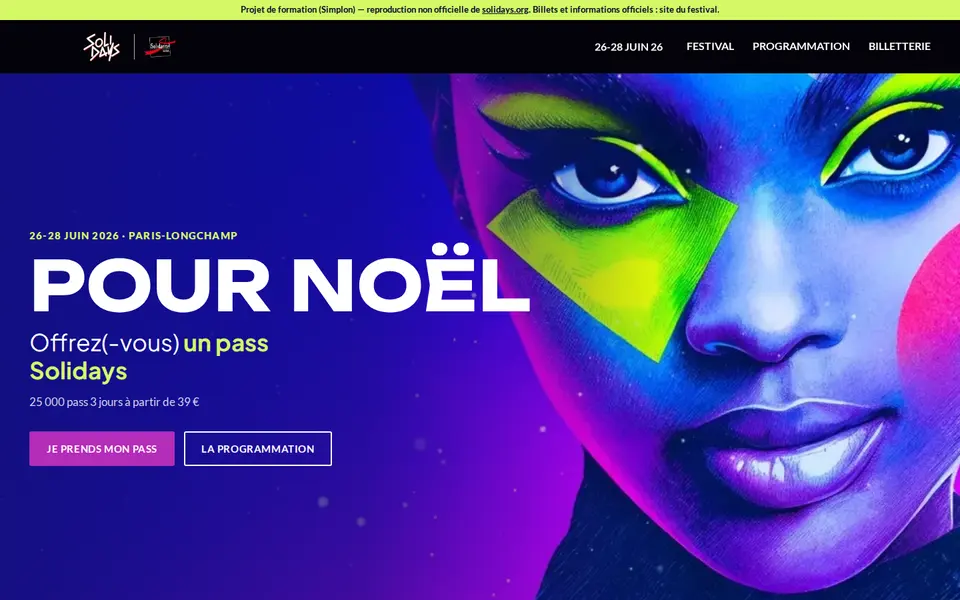 Projet de formation (Simplon) — reproduction non officielle de solidays.org. Billets et informations officiels : site du festival.
SOLI
DAYS
Solidarité
26-28 JUIN 26
FESTIVAL
PROGRAMMATION
BILLETTERIE
26-28 JUIN 2026 · PARIS-LONGCHAMP
POUR NOËL
Offrez(-vous) un pass
Solidays
25 000 pass 3 jours à partir de 39 €
JE PRENDS MON PASS
LA PROGRAMMATION